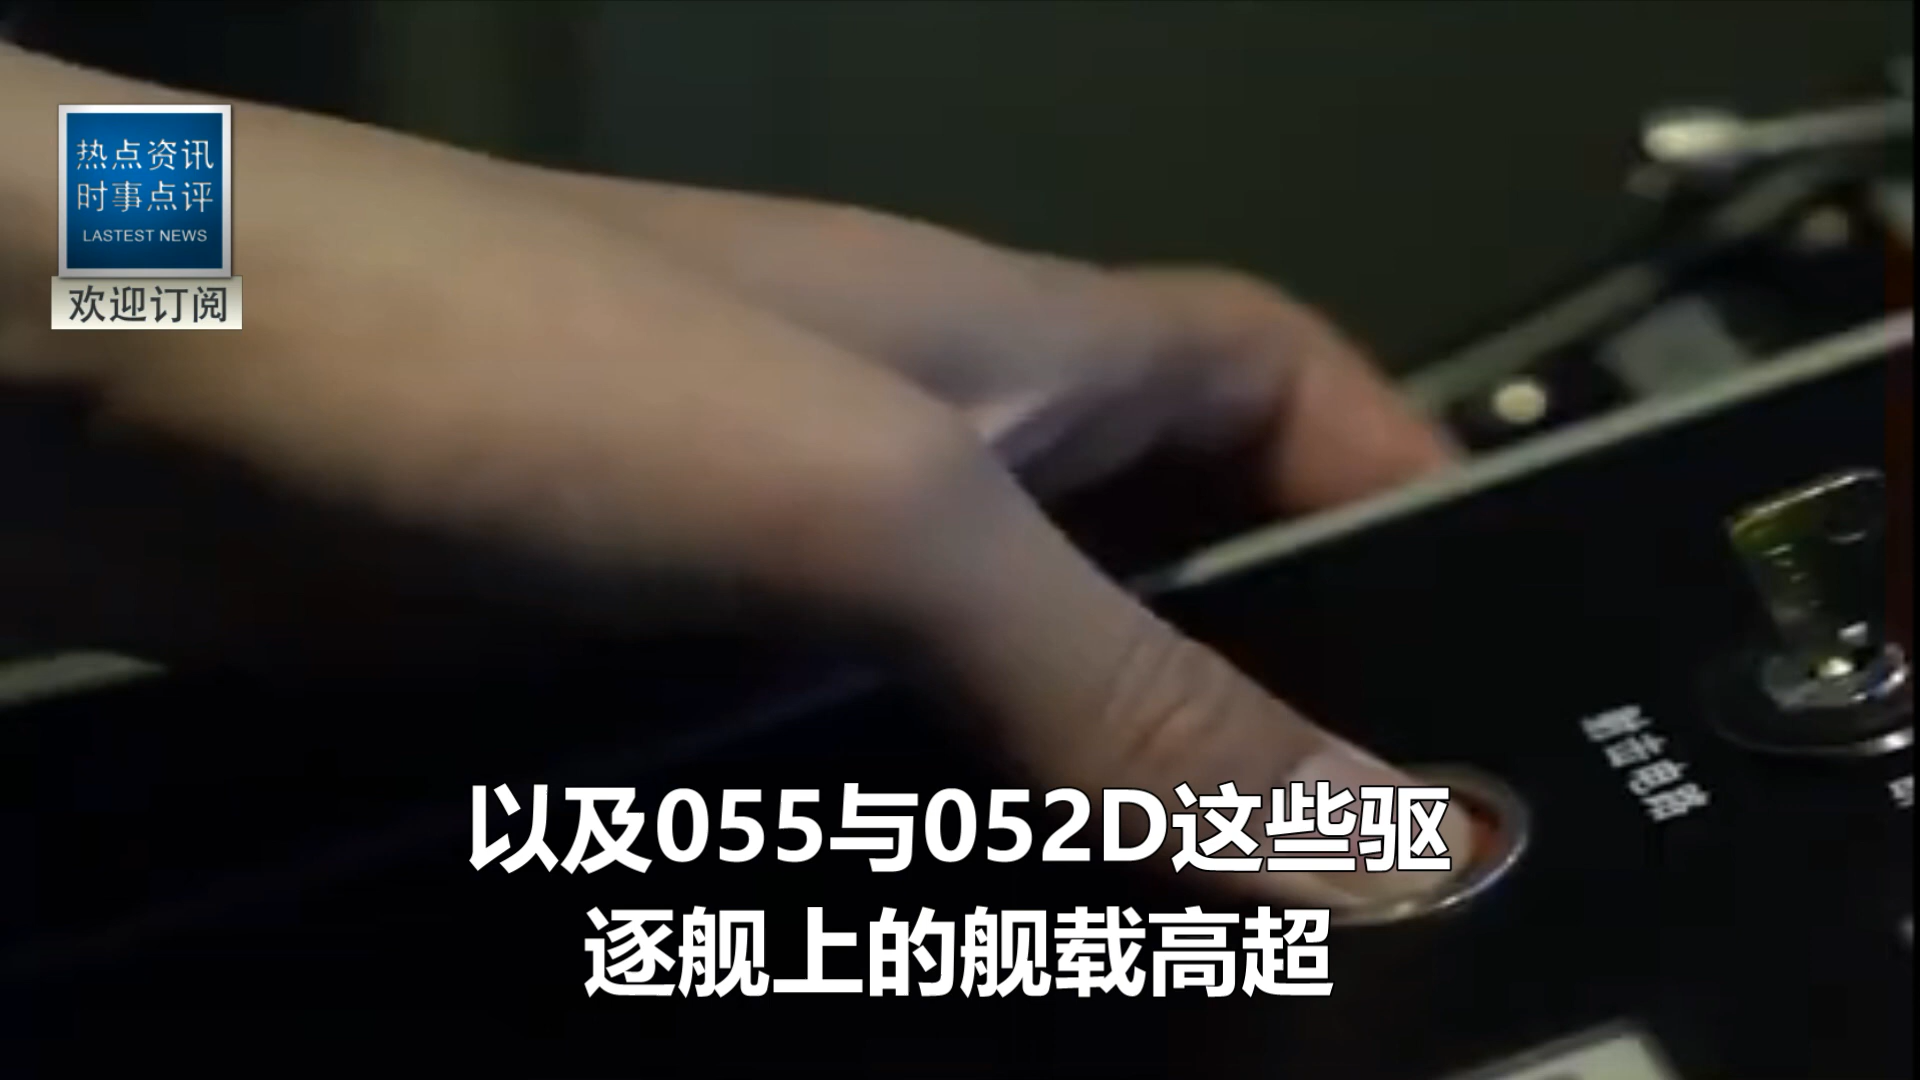 热点资讯
时事点评
LASTEST NEWS
欢迎订阅
以及055与052D这些驱
逐舰上的舰载高超